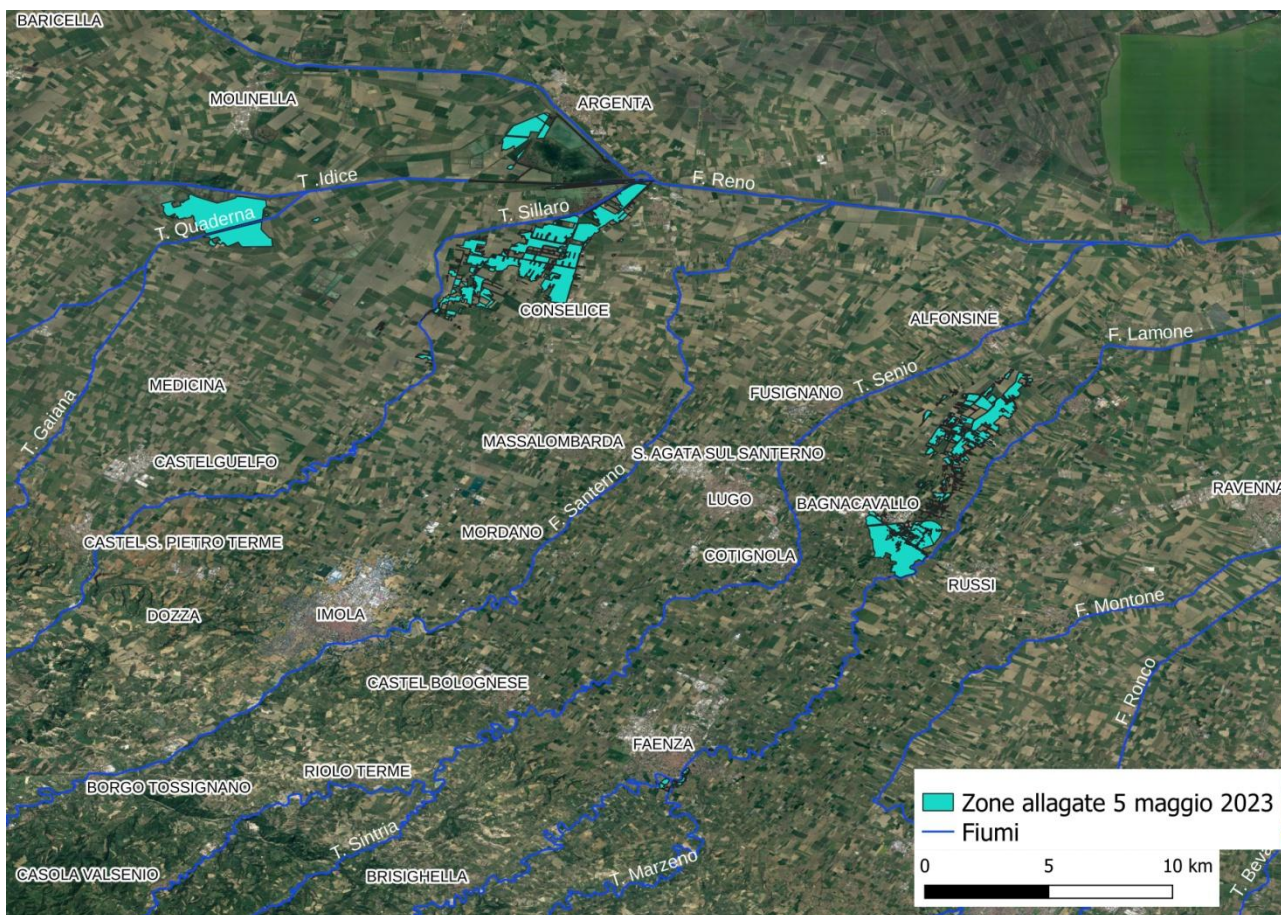 BARICELLA
MOLINELLA
ARGENTA
T .Idice
F. Reno
T. Sillaro
T. Quaderna
CONSELICE
ALFONSINE
F. Lamone
MEDICINA
T. Gaiana
FUSIGNANO
T. Senio
MASSALOMBARDA
S. AGATA SUL SANTERNO
CASTELGUELFO
LUGO
BAGNACAVALLO
RAVENNA
F. Santerno
MORDANO
CASTEL S. PIETRO TERME
COTIGNOLA
RUSSI
DOZZA
IMOLA
F. Montone
CASTEL BOLOGNESE
F. Ronco
FAENZA
RIOLO TERME
BORGO TOSSIGNANO
T. Sintria
CASOLA VALSENIO
BRISIGHELLA
T. Marzeno
Zone allagate 5 maggio 2023
Fiumi
0 5 10 km
T. Beva